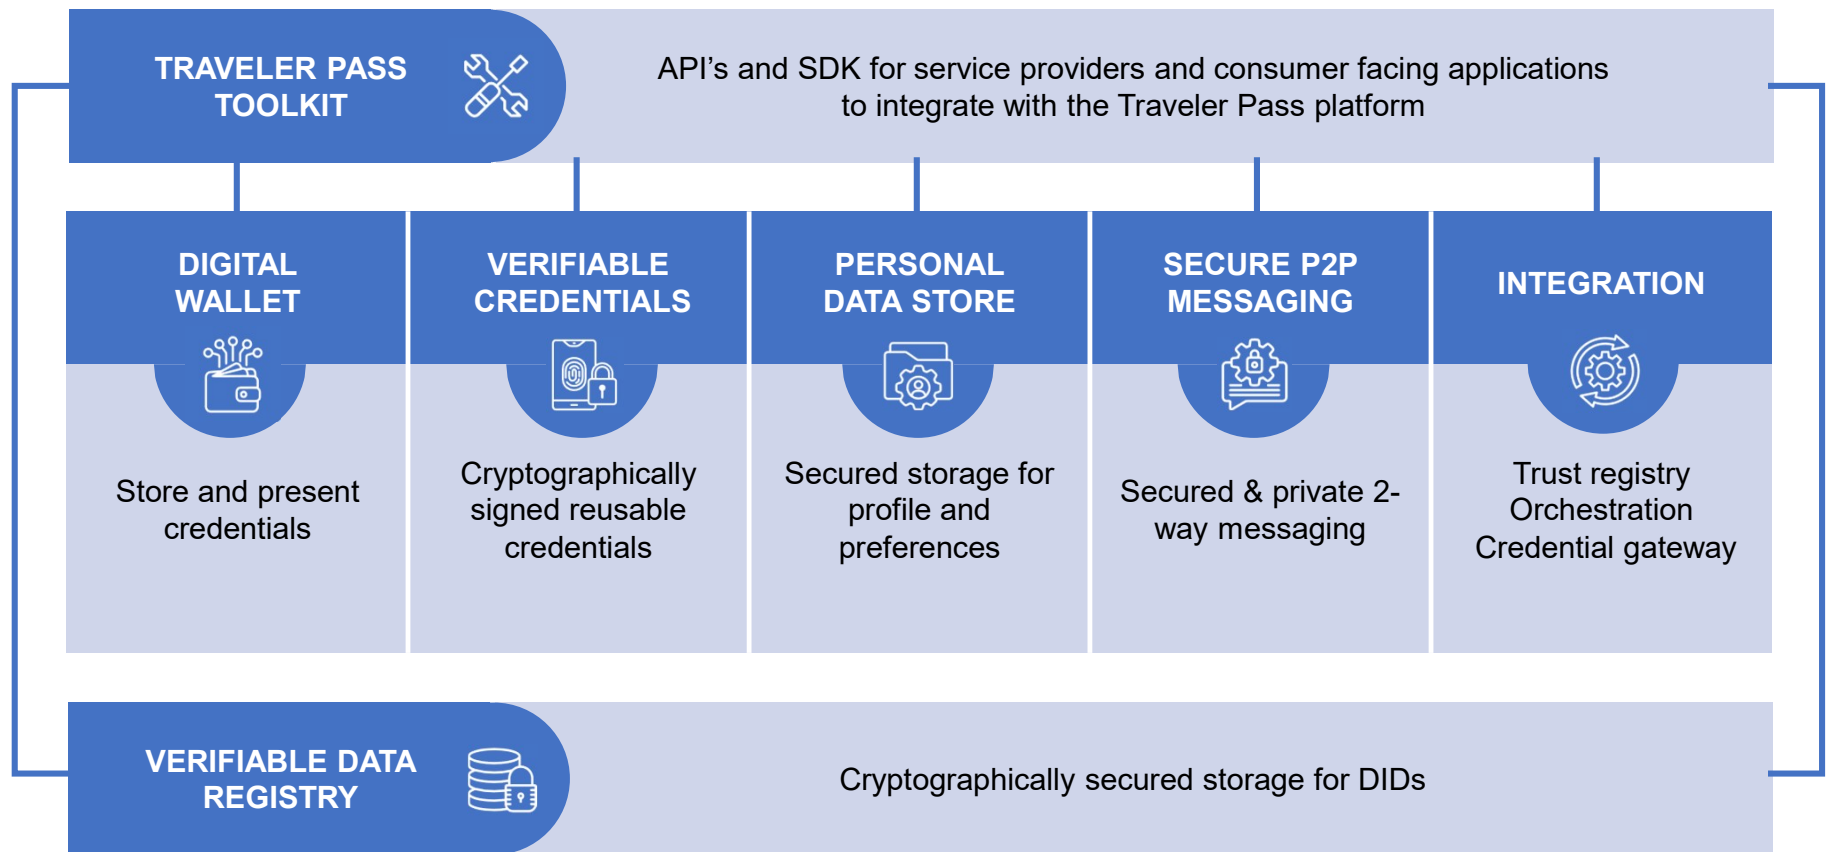 TRAVELER PASS
TOOLKIT
API’s and SDK for service providers and consumer facing applications
to integrate with the Traveler Pass platform
DIGITAL
WALLET
Store and present
credentials
VERIFIABLE
CREDENTIALS
Cryptographically
signed reusable
credentials
PERSONAL
DATA STORE
Secured storage for
profile and
preferences
SECURE P2P
MESSAGING
Secured & private 2-
way messaging
INTEGRATION
Trust registry
Orchestration
Credential gateway
VERIFIABLE DATA
REGISTRY
Cryptographically secured storage for DIDs